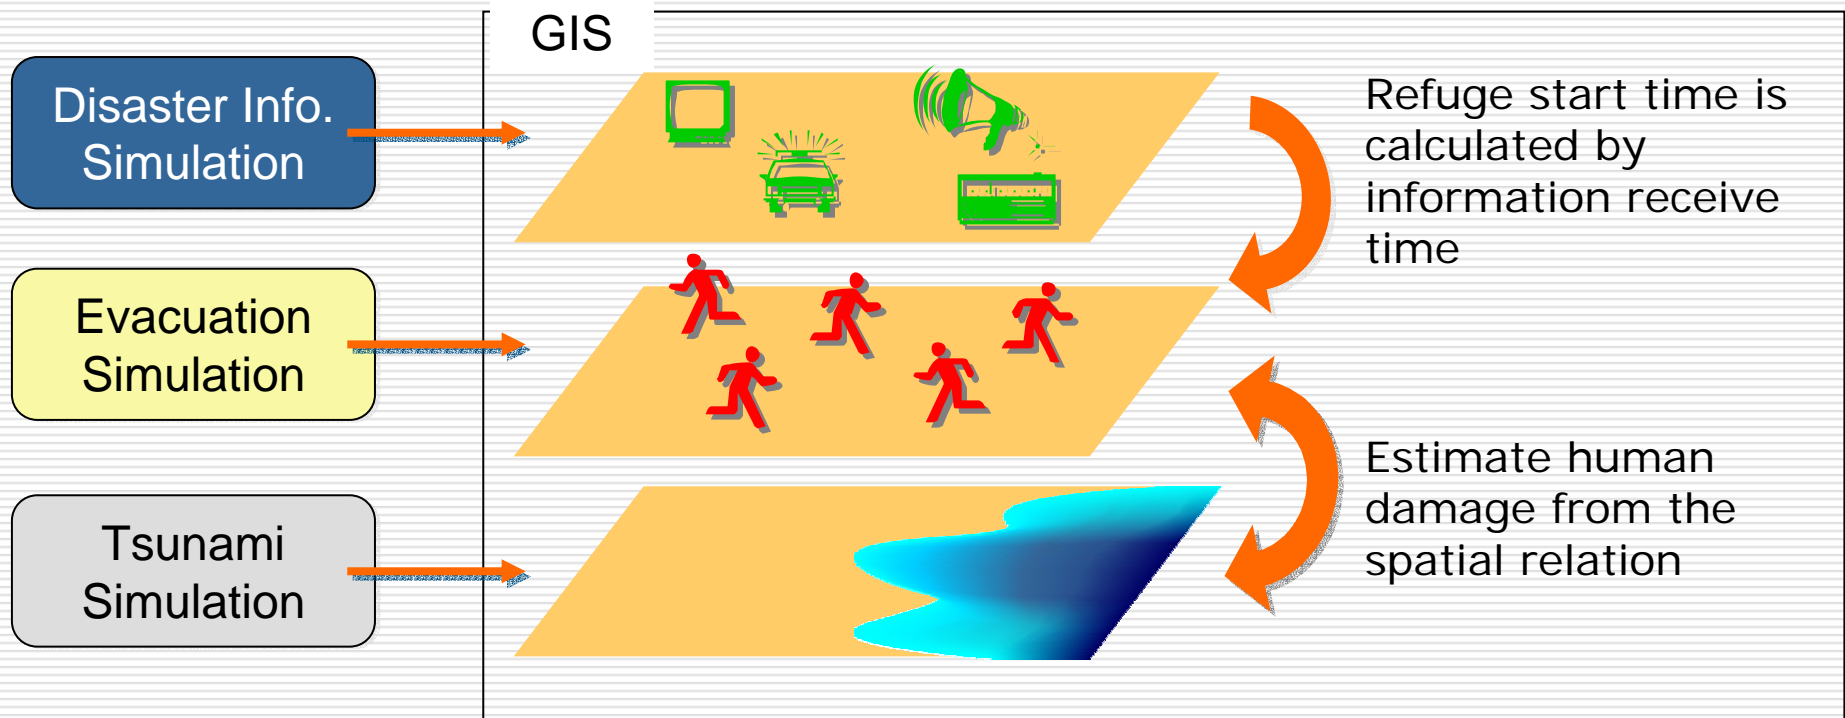 GIS
Disaster Info.
Simulation
Refuge start time is
calculated by
information receive
time
Evacuation
Simulation
Estimate human
damage from the
spatial relation
Tsunami
Simulation